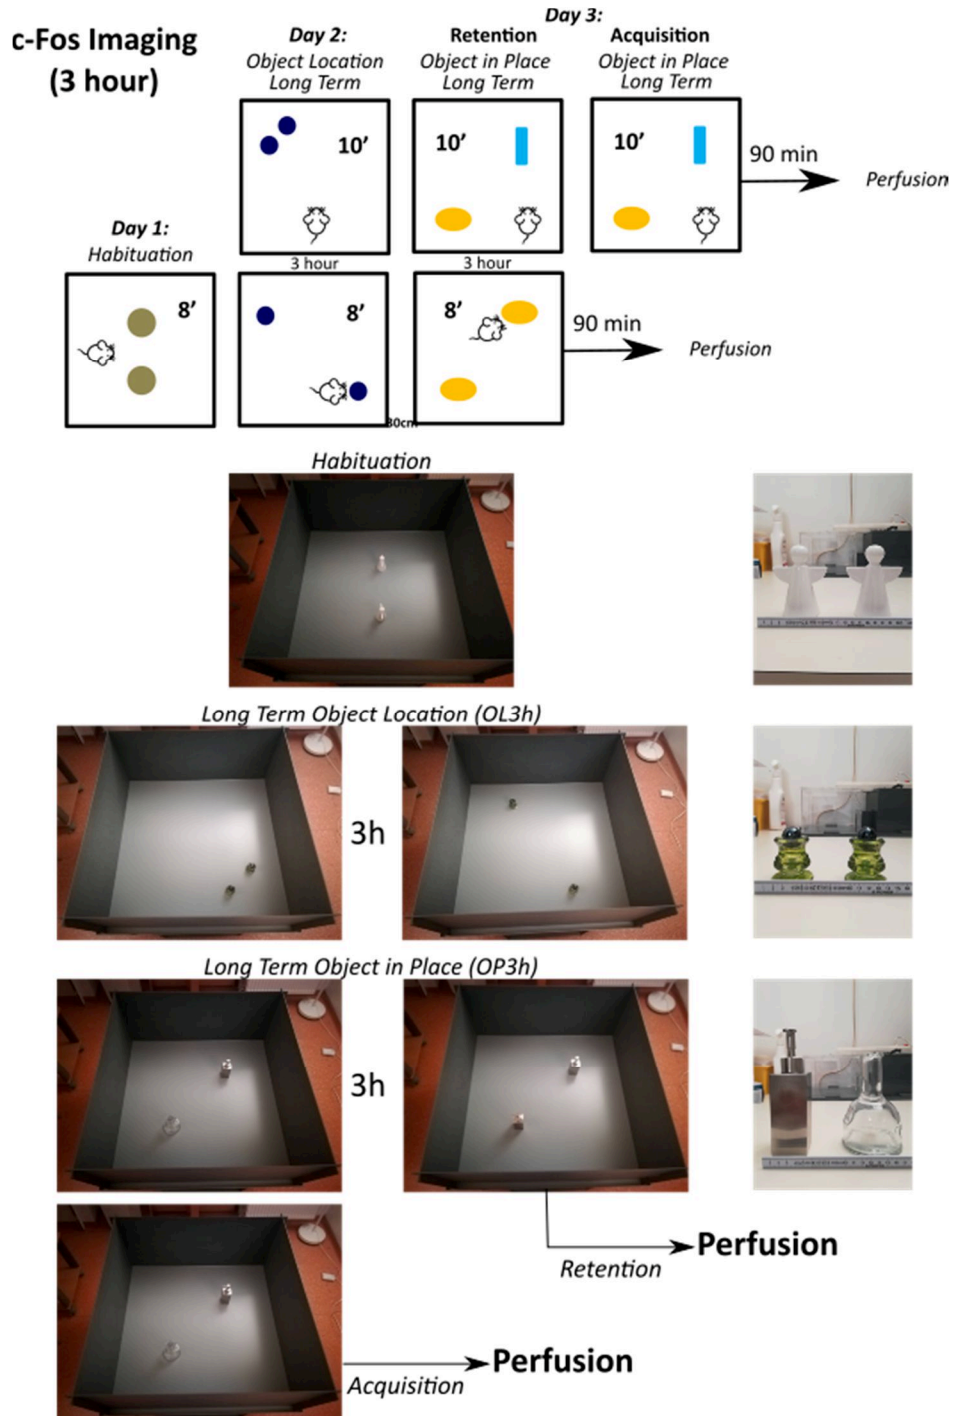 c-Fos Imaging
(3 hour)
Day 2:
Object Location
Long Term
Day 3:
Retention
Object in Place
Long Term
Acquisition
Object in Place
Long Term
10'
10'
10'
90 min
Perfusion
Day 1:
Habituation
3 hour
3 hour
8'
8'
8'
90 min
Perfusion
80cm
Habituation
Long Term Object Location (OL3h)
3h
Long Term Object in Place (OP3h)
3h
Perfusion
Retention
Perfusion
Acquisition